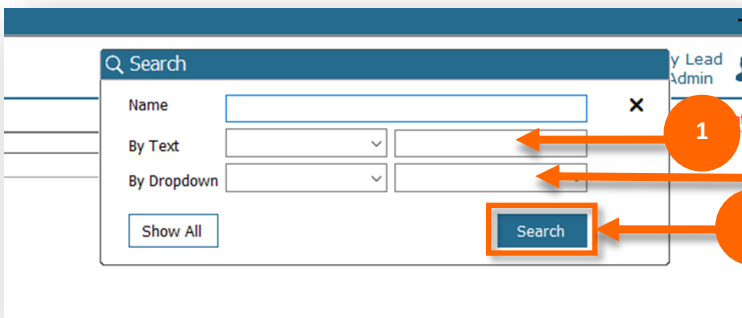 Search
y Lead
Admin
Name
1
By Text
By Dropdown
Show All
Search